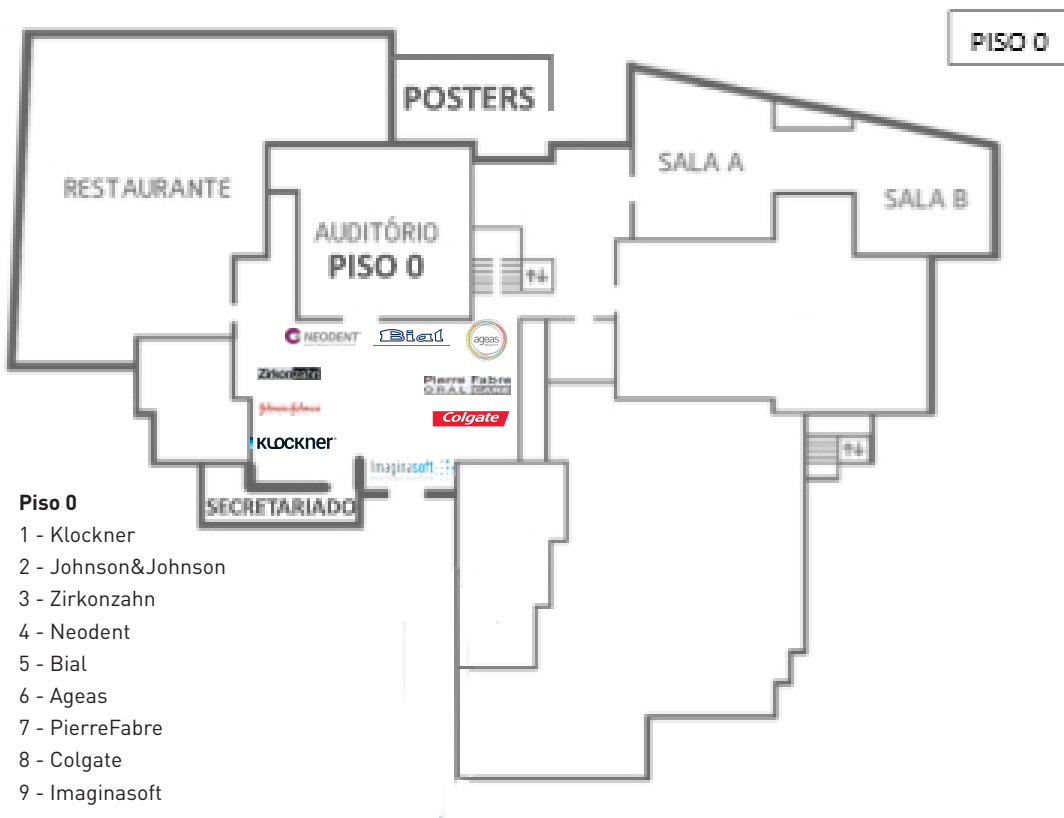 PISO 0
POSTERS
SALA A
RESTAURANTE
SALA B
AUDITÓRIO
PISO 0
NEODENT
Bial
ageas
Zirkonzahn
Pierre Fabre
ORAL CARE
Johnson & Johnson
Colgate
KLOCKNER
Imaginasoft
SECRETARIADO
Piso 0
1 - Klockner
2 - Johnson&Johnson
3 - Zirkonzahn
4 - Neodent
5 - Bial
6 - Ageas
7 - PierreFabre
8 - Colgate
9 - Imaginasoft